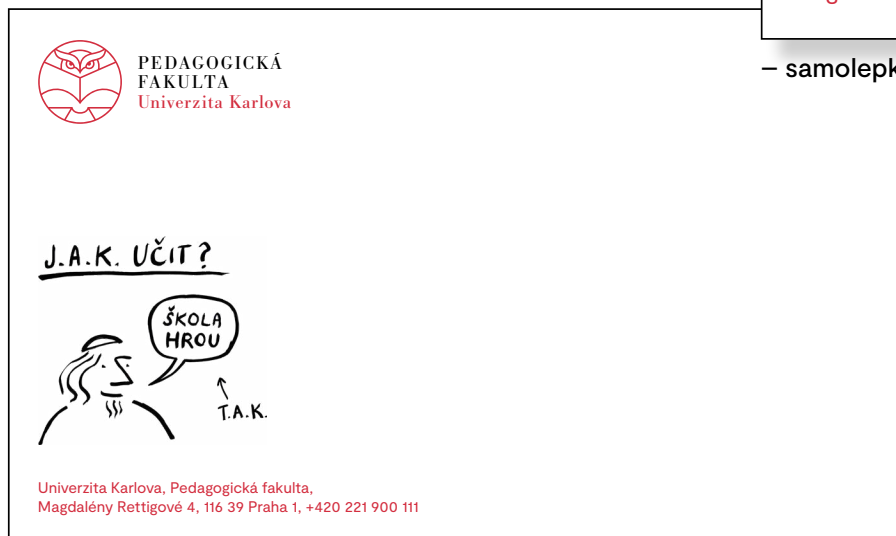 PEDAGOGICKÁ
FAKULTA
Univerzita Karlova
– samolepk
J.A.K. UČIT?
ŠKOLA
HROU
T.A.K.
Univerzita Karlova, Pedagogická fakulta,
Magdalény Rettigové 4, 116 39 Praha 1, +420 221 900 111